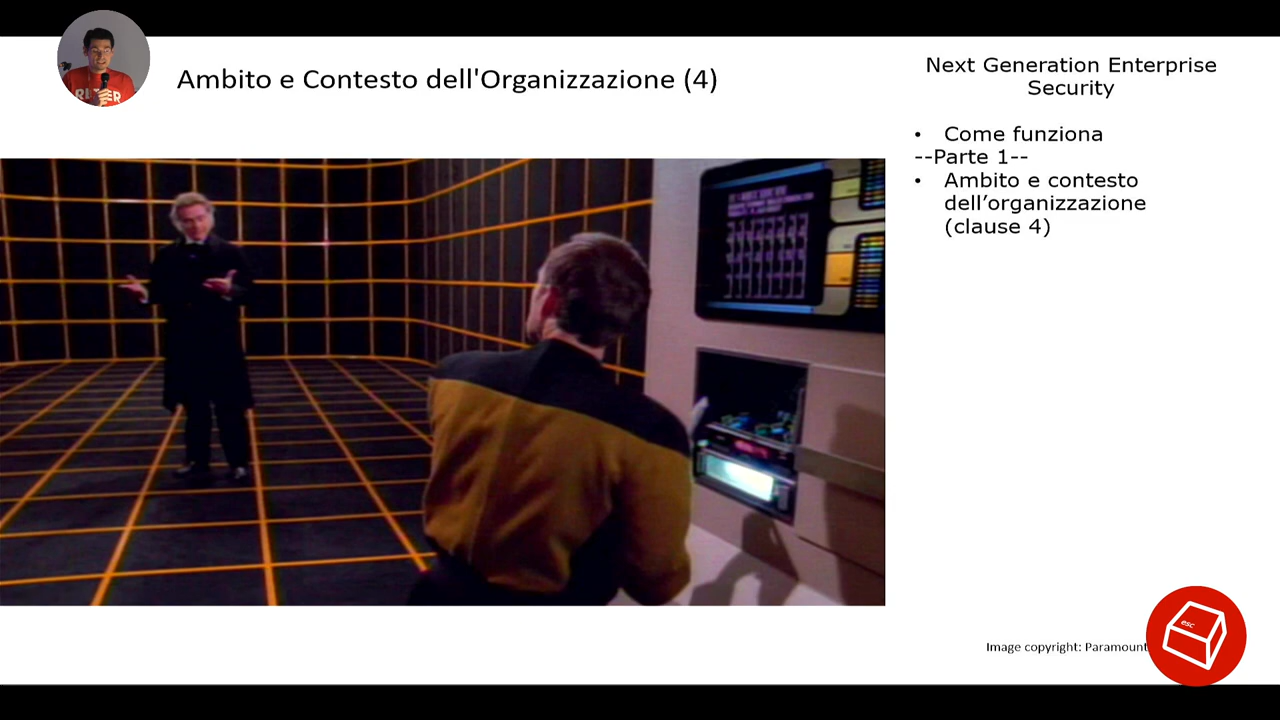 Ambito e Contesto dell'Organizzazione (4)
Next Generation Enterprise
Security
• Come funziona
--Parte 1--
• Ambito e contesto
dell’organizzazione
(clause 4)
Image copyright: Paramount
esc